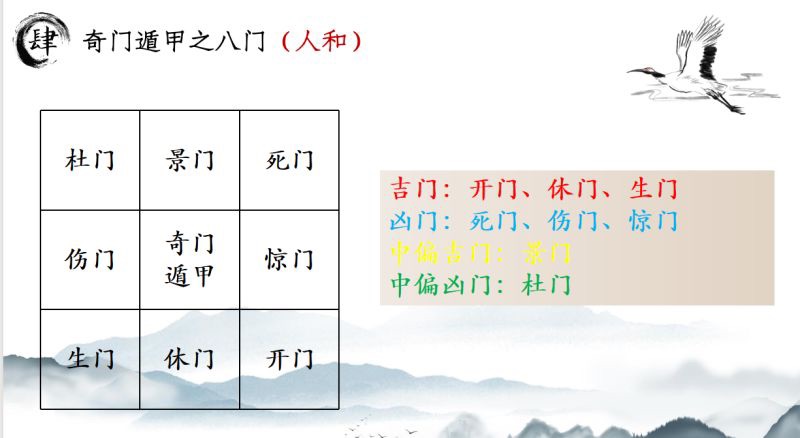 肆 奇门遁甲之八门（人和）
杜门 景门 死门
伤门 奇门遁甲 惊门
生门 休门 开门
吉门：开门、休门、生门
凶门：死门、伤门、惊门
中偏吉门：景门
中偏凶门：杜门